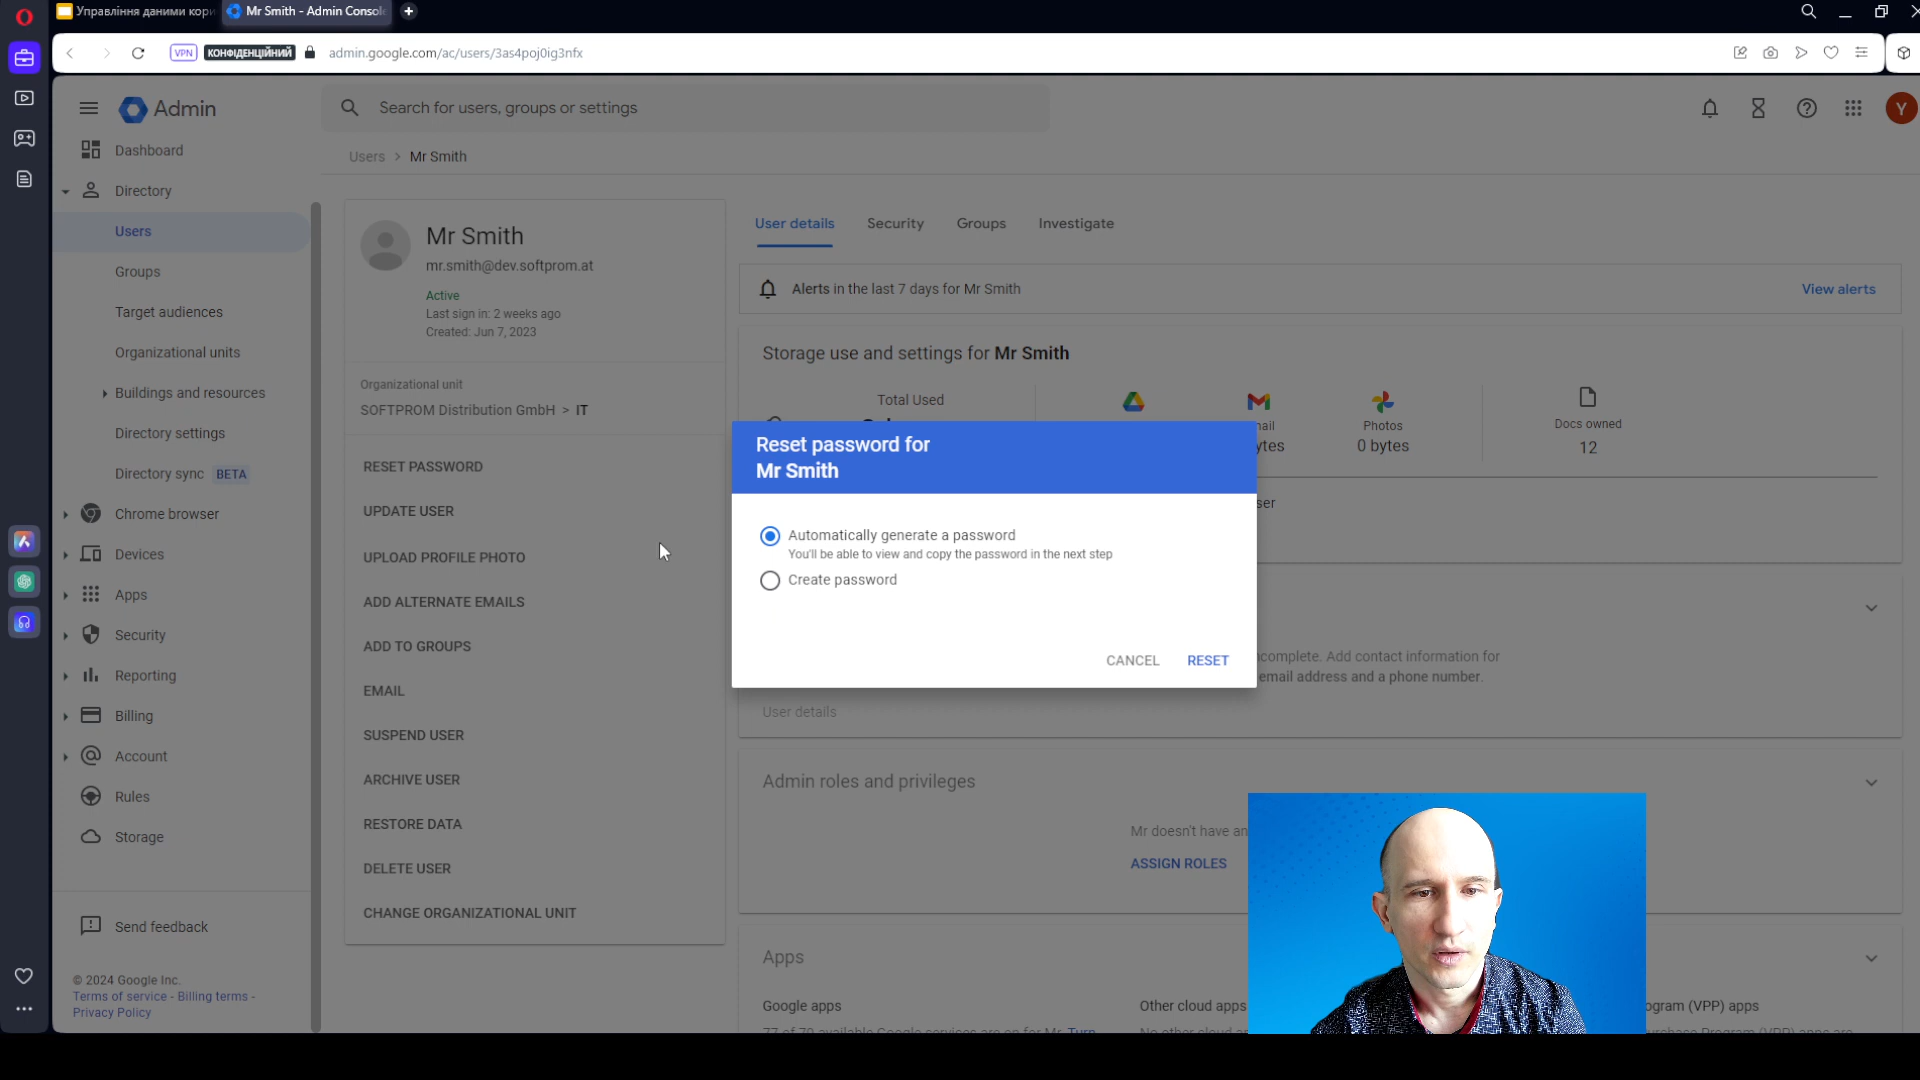 Управління даними кори
Mr Smith - Admin Console
VPN
КОНФІДЕНЦІЙНИЙ
admin.google.com/ac/users/3as4poj0ig3nfx
Admin
Search for users, groups or settings
Y
Dashboard
Directory
Users
Groups
Target audiences
Organizational units
Buildings and resources
Directory settings
Directory sync BETA
Chrome browser
Devices
Apps
Security
Reporting
Billing
Account
Rules
Storage
Send feedback
© 2024 Google Inc.
Terms of service - Billing terms -
Privacy Policy
Users > Mr Smith
Mr Smith
mr.smith@dev.softprom.at
Active
Last sign in: 2 weeks ago
Created: Jun 7, 2023
Organizational unit
SOFTPROM Distribution GmbH > IT
RESET PASSWORD
UPDATE USER
UPLOAD PROFILE PHOTO
ADD ALTERNATE EMAILS
ADD TO GROUPS
EMAIL
SUSPEND USER
ARCHIVE USER
RESTORE DATA
DELETE USER
CHANGE ORGANIZATIONAL UNIT
User details Security Groups Investigate
Alerts in the last 7 days for Mr Smith
View alerts
Storage use and settings for Mr Smith
Total Used
ail
ytes
Photos
0 bytes
Docs owned
12
ser
Reset password for
Mr Smith
Automatically generate a password
You'll be able to view and copy the password in the next step
Create password
CANCEL RESET
complete. Add contact information for
email address and a phone number.
User details
Admin roles and privileges
Mr doesn't have an
ASSIGN ROLES
Apps
Google apps
Other cloud apps
ogram (VPP) apps